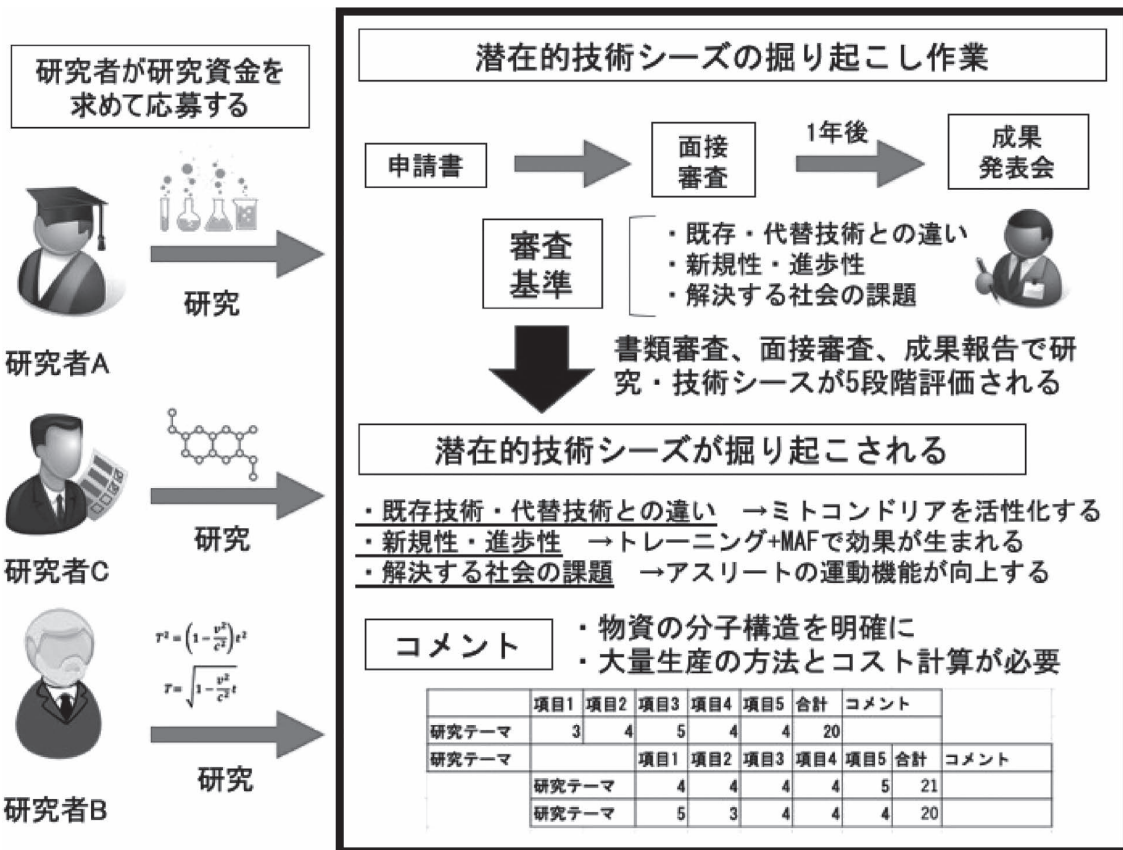 研究者が研究資金を
求めて応募する
研究
研究者A
研究
研究者C
T² = (1 − v²/c²)t²
T = √(1 − v²/c²) t
研究
研究者B
潜在的技術シーズの掘り起こし作業
申請書
面接
審査
1年後
成果
発表会
審査
基準
・既存・代替技術との違い
・新規性・進歩性
・解決する社会の課題
書類審査、面接審査、成果報告で研
究・技術シースが5段階評価される
潜在的技術シーズが掘り起こされる
・既存技術・代替技術との違い →ミトコンドリアを活性化する
・新規性・進歩性 →トレーニング+MAFで効果が生まれる
・解決する社会の課題 →アスリートの運動機能が向上する
コメント
・物資の分子構造を明確に
・大量生産の方法とコスト計算が必要
項目1 項目2 項目3 項目4 項目5 合計 コメント
研究テーマ 3 4 5 4 4 20
研究テーマ 項目1 項目2 項目3 項目4 項目5 合計 コメント
研究テーマ 4 4 4 4 5 21
研究テーマ 5 3 4 4 4 20